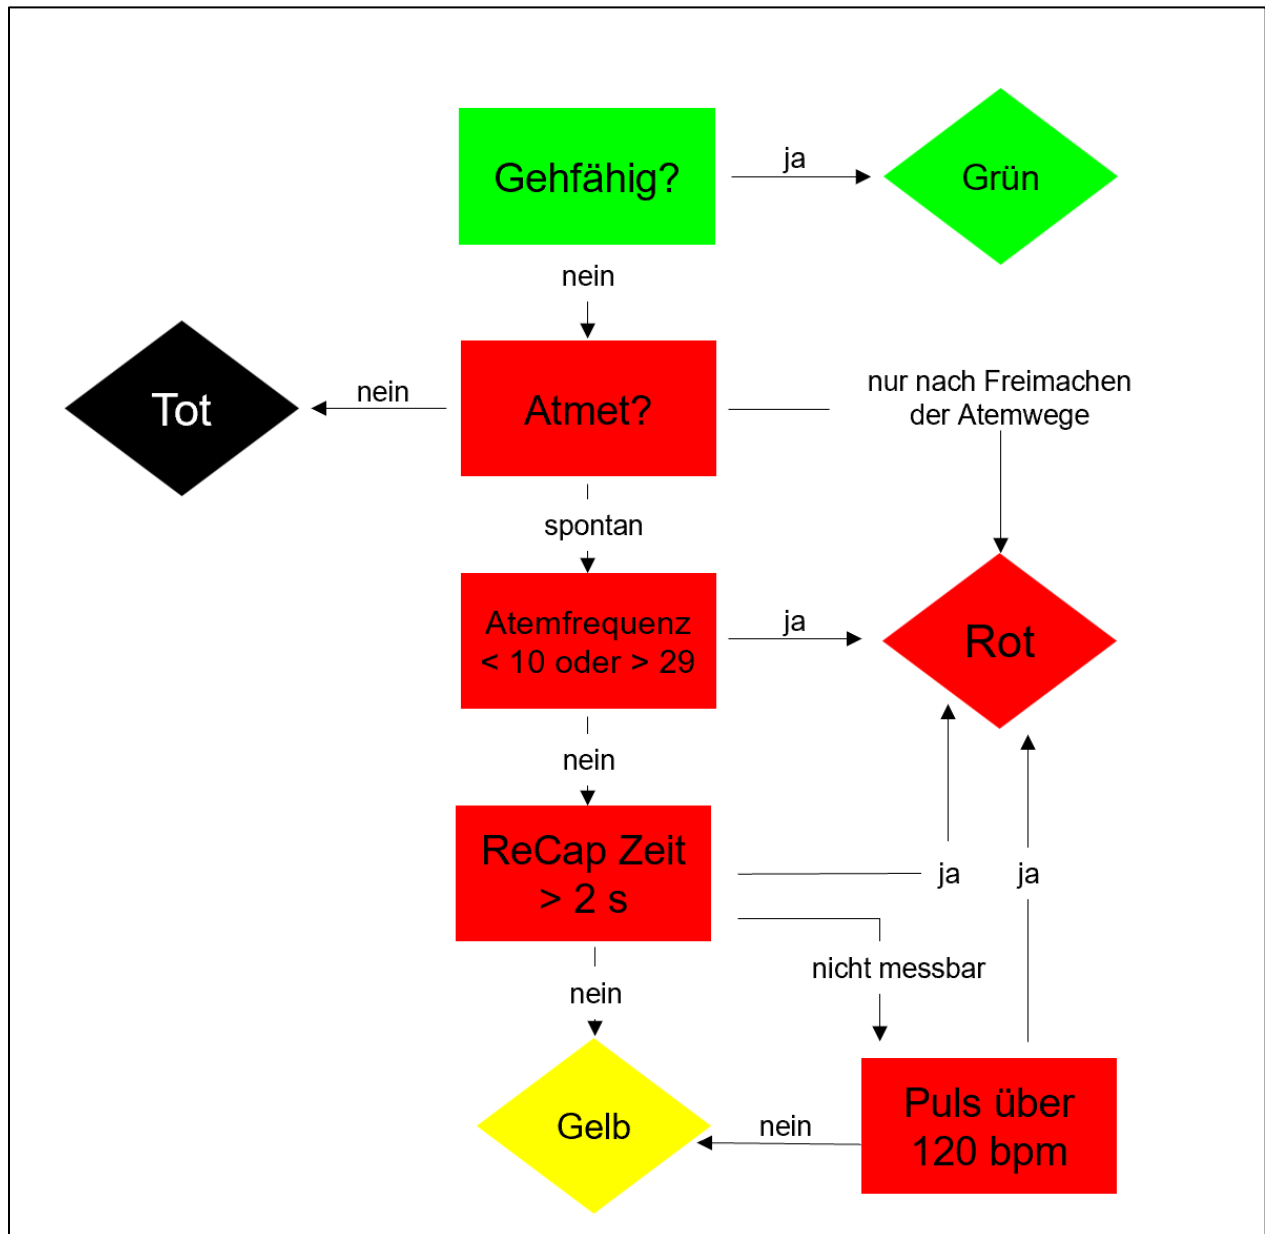 Gehfähig?
ja
Grün
nein
Tot
nein
Atmet?
nur nach Freimachen
der Atemwege
spontan
Atemfrequenz
< 10 oder > 29
ja
Rot
nein
ReCap Zeit
> 2 s
ja
ja
nicht messbar
nein
Gelb
nein
Puls über
120 bpm